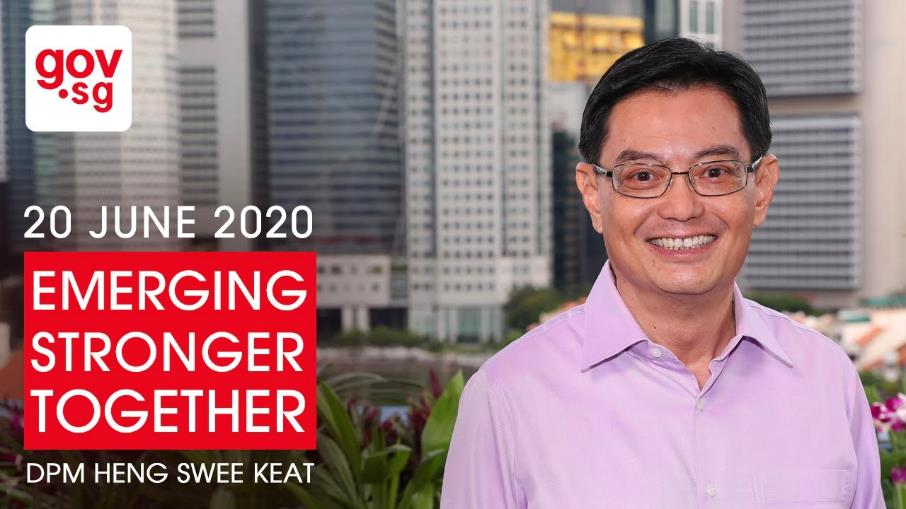 gov
.sg
20 JUNE 2020
EMERGING
STRONGER
TOGETHER
DPM HENG SWEE KEAT